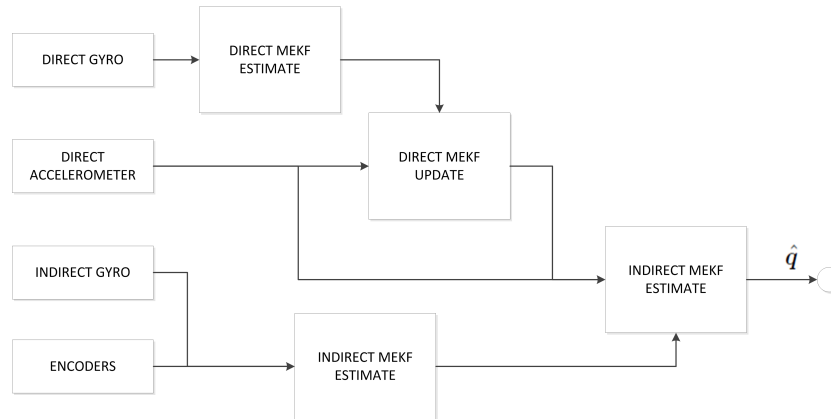 DIRECT GYRO
DIRECT MEKF
ESTIMATE
DIRECT
ACCELEROMETER
DIRECT MEKF
UPDATE
INDIRECT GYRO
INDIRECT MEKF
ESTIMATE
q̂
ENCODERS
INDIRECT MEKF
ESTIMATE